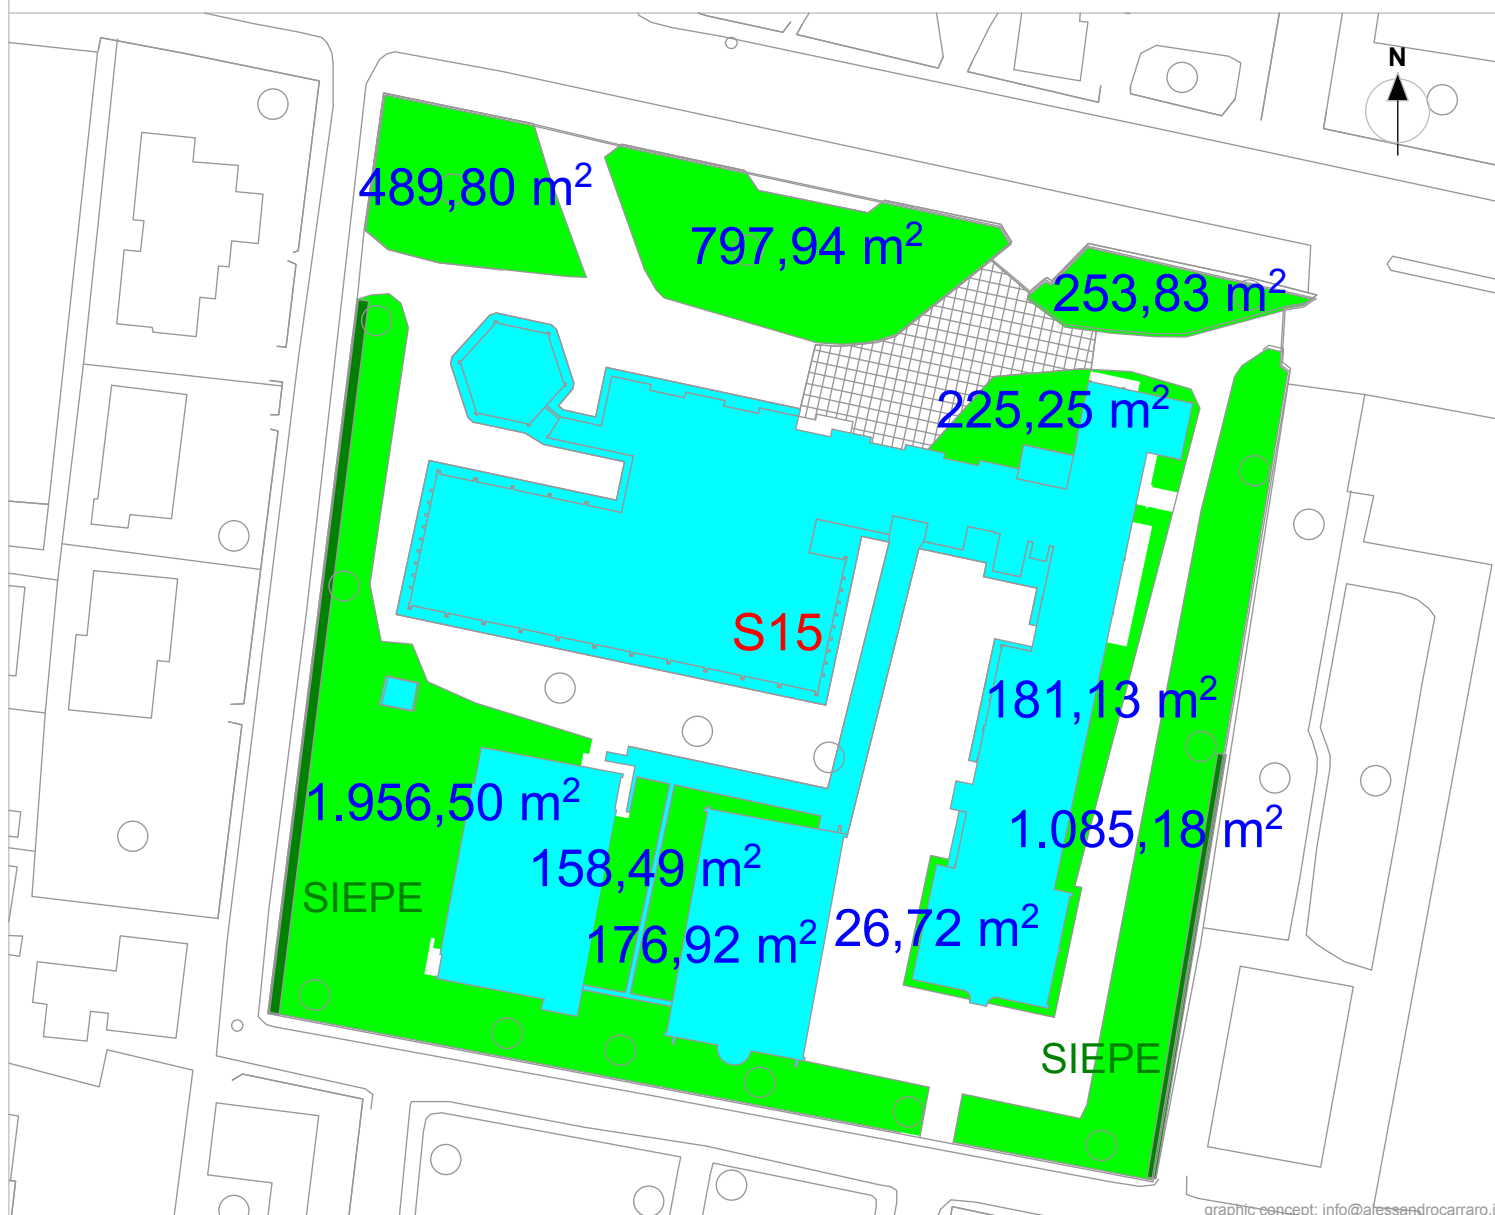 N
489,80 m²
797,94 m²
253,83 m²
225,25 m²
S15
181,13 m²
1.956,50 m²
1.085,18 m²
158,49 m²
SIEPE
176,92 m²
26,72 m²
SIEPE
graphic concept: info@alessandrocarraro.i